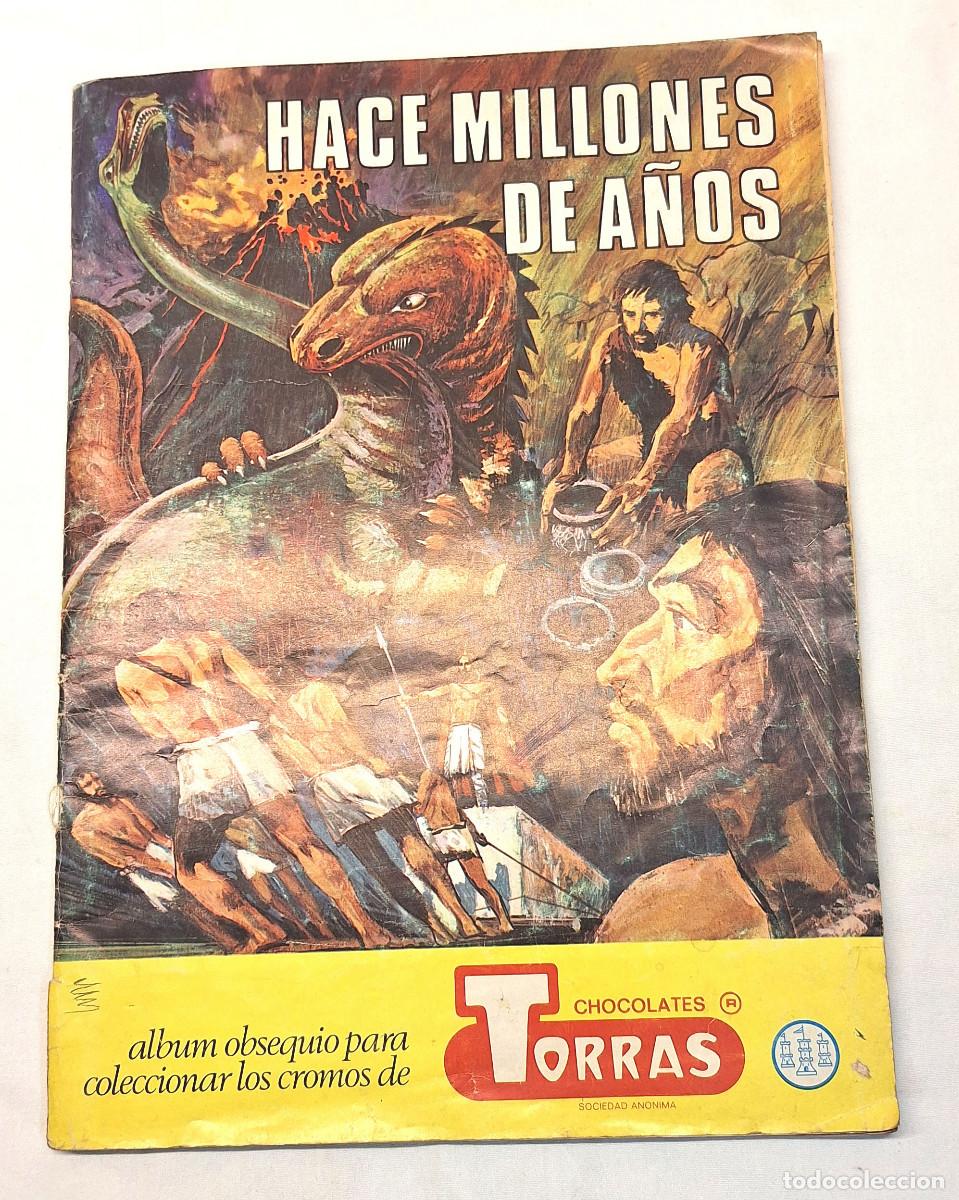 HACE MILLONES
DE AÑOS
album obsequio para
coleccionar los cromos de
CHOCOLATES ®
TORRAS
SOCIEDAD ANONIMA
todocoleccion